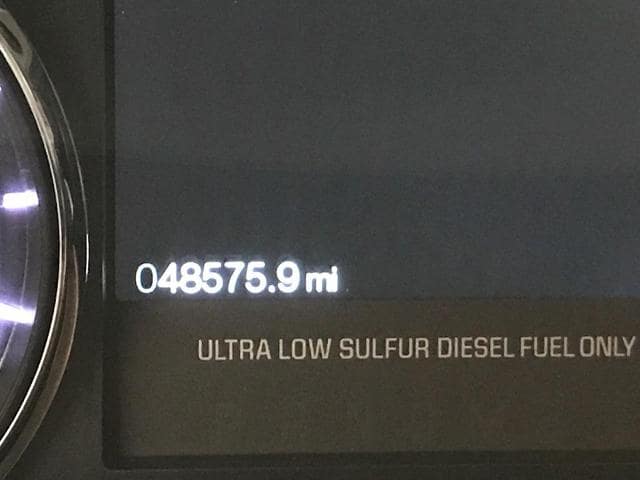 048575.9 mi
ULTRA LOW SULFUR DIESEL FUEL ONLY